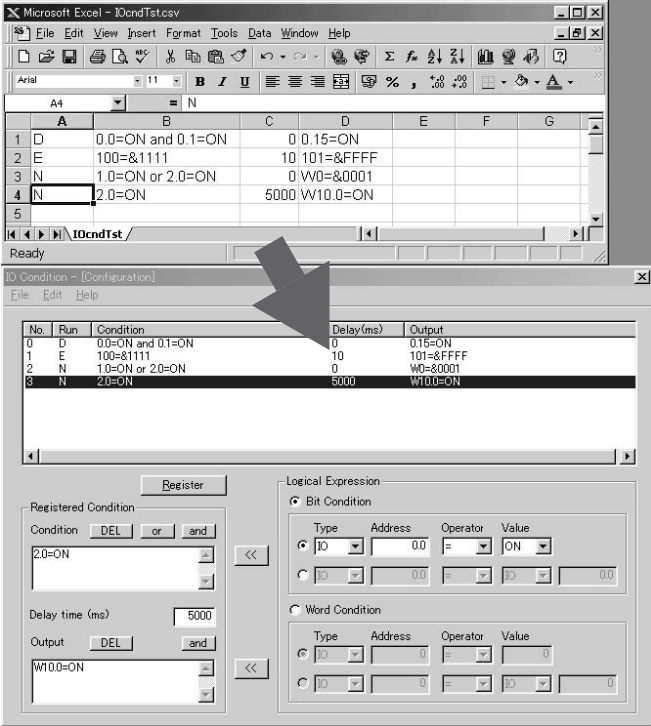 Microsoft Excel - IOcndTst.csv
File Edit View Insert Format Tools Data Window Help
Arial 11 B I U % , .00
A4 = N
A B C D E F G
1 D 0.0=ON and 0.1=ON 0 0.15=ON
2 E 100=&1111 10 101=&FFFF
3 N 1.0=ON or 2.0=ON 0 W0=&0001
4 N 2.0=ON 5000 W10.0=ON
5
IOcndTst
Ready
IO Condition - [Configuration]
File Edit Help
No. Run Condition Delay(ms) Output
0 D 0.0=ON and 0.1=ON 0 0.15=ON
1 E 100=&1111 10 101=&FFFF
2 N 1.0=ON or 2.0=ON 0 W0=&0001
3 N 2.0=ON 5000 W10.0=ON
Register
Registered Condition
Condition DEL or and
2.0=ON
<<
Delay time (ms) 5000
Output DEL and
W10.0=ON
<<
Logical Expression
Bit Condition
Type Address Operator Value
IO 0.0 = ON
IO 0.0 = IO 0.0
Word Condition
Type Address Operator Value
IO 0 = 0
IO 0 = IO 0